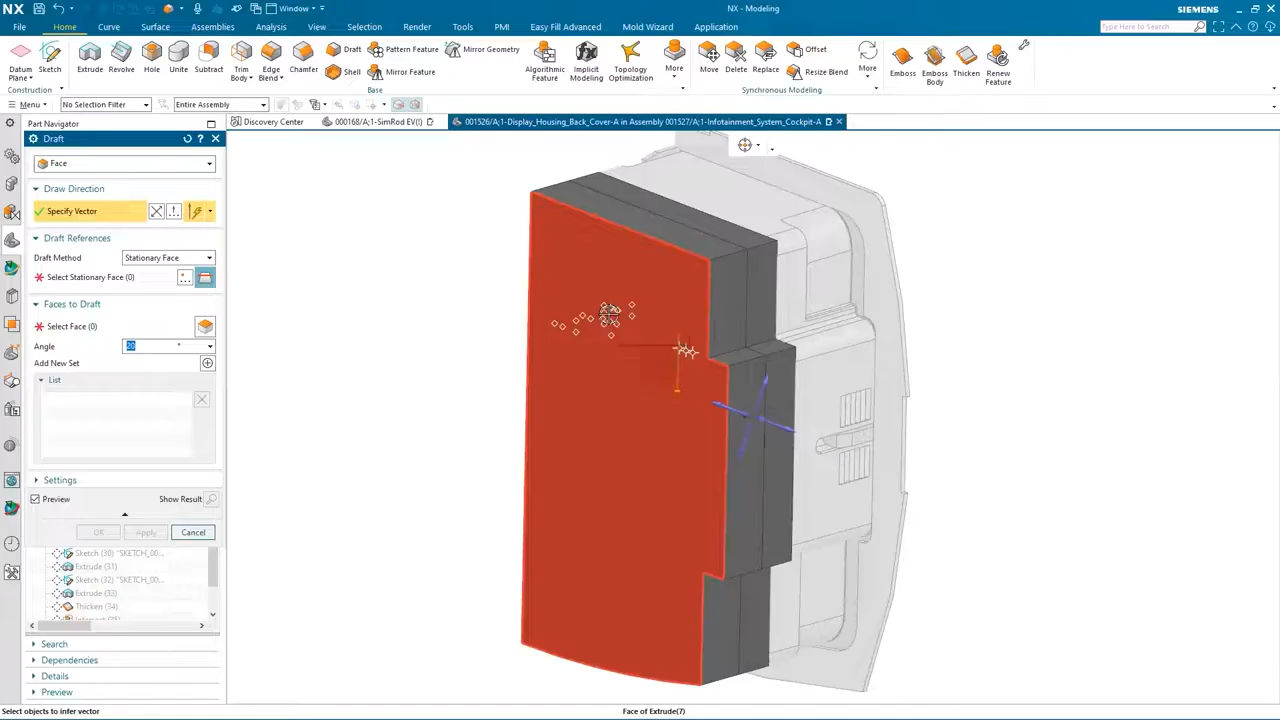 NX Window NX - Modeling SIEMENS
File Home Curve Surface Assemblies Analysis View Selection Render Tools PMI Easy Fill Advanced Mold Wizard Application Type Here to Search
Datum Plane Sketch Extrude Revolve Hole Unite Subtract Trim Body Edge Blend Chamfer Draft Shell Pattern Feature Mirror Feature Mirror Geometry Algorithmic Feature Implicit Modeling Topology Optimization More Move Delete Replace Offset Resize Blend More Emboss Emboss Body Thicken Renew Feature
Construction Base Synchronous Modeling
Menu No Selection Filter Entire Assembly
Part Navigator Discovery Center 000168/A;1-SimRod EV(!) 001526/A;1-Display_Housing_Back_Cover-A in Assembly 001527/A;1-Infotainment_System_Cockpit-A
Draft
Face
Draw Direction
Specify Vector
Draft References
Draft Method Stationary Face
Select Stationary Face (0)
Faces to Draft
Select Face (0)
Angle 20 °
Add New Set
List
Settings
Preview Show Result
OK Apply Cancel
Sketch (30) "SKETCH_00...
Extrude (31)
Sketch (32) "SKETCH_00...
Extrude (33)
Thicken (34)
Search
Dependencies
Details
Preview
Select objects to infer vector Face of Extrude(7)